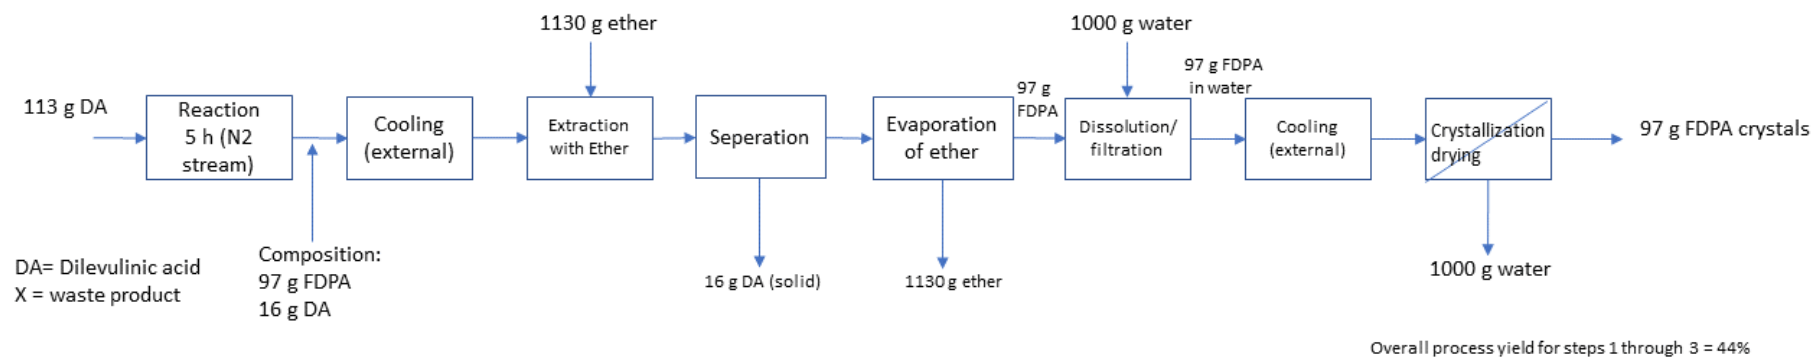 1130 g ether
1000 g water
113 g DA
Reaction
5 h (N2
stream)
Cooling
(external)
Extraction
with Ether
Seperation
Evaporation
of ether
97 g
FDPA
Dissolution/
filtration
97 g FDPA
in water
Cooling
(external)
Crystallization
drying
97 g FDPA crystals
DA= Dilevulinic acid
X = waste product
Composition:
97 g FDPA
16 g DA
16 g DA (solid)
1130 g ether
1000 g water
Overall process yield for steps 1 through 3 = 44%